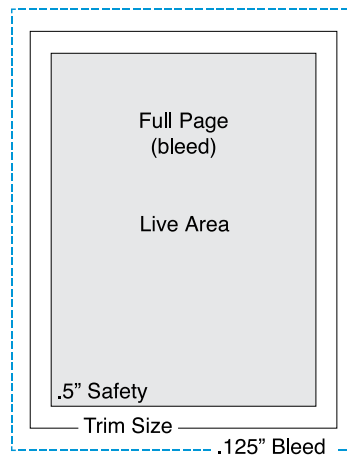 Full Page
(bleed)
Live Area
.5” Safety
Trim Size
.125” Bleed